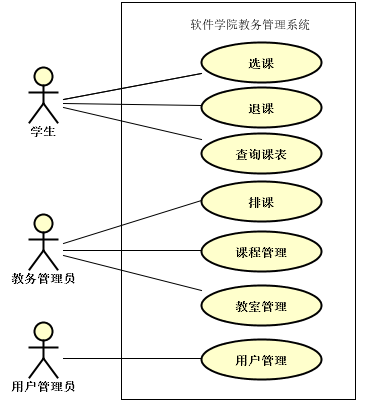 软件学院教务管理系统
选课
退课
学生
查询课表
排课
课程管理
教务管理员
教室管理
用户管理
用户管理员